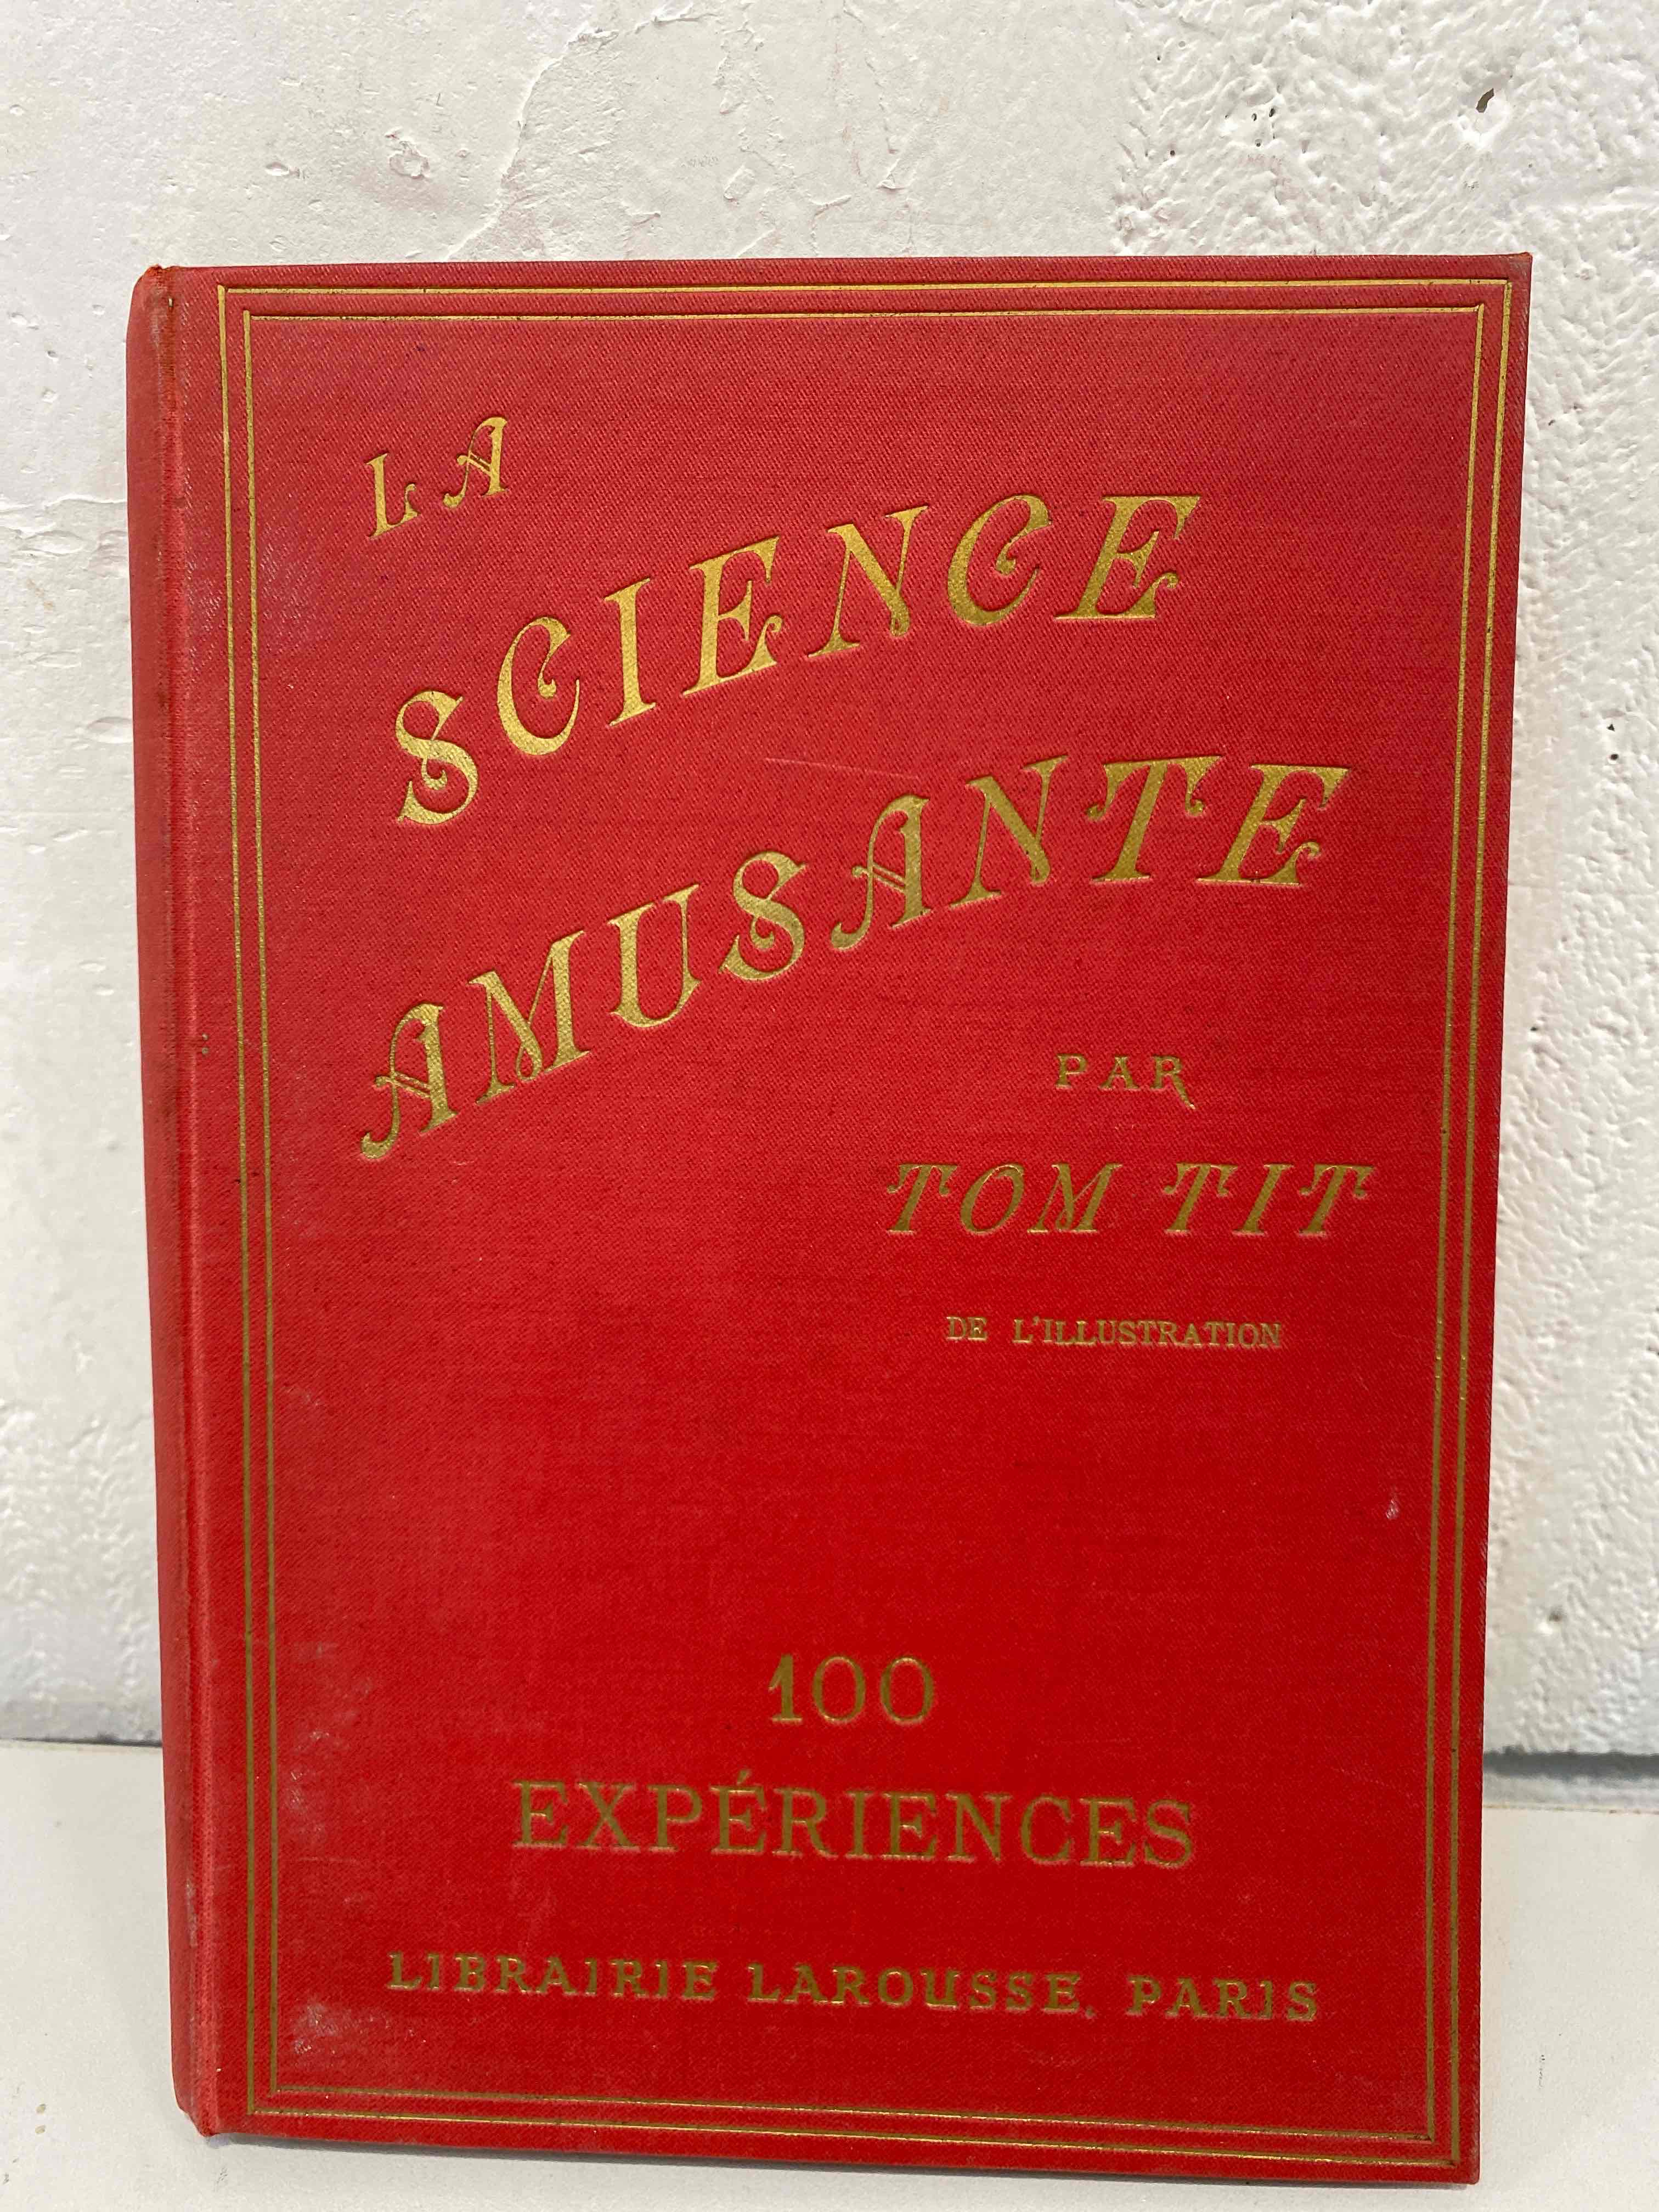 LA
SCIENCE
AMUSANTE
PAR
TOM TIT
DE L'ILLUSTRATION
100
EXPÉRIENCES
LIBRAIRIE LAROUSSE, PARIS